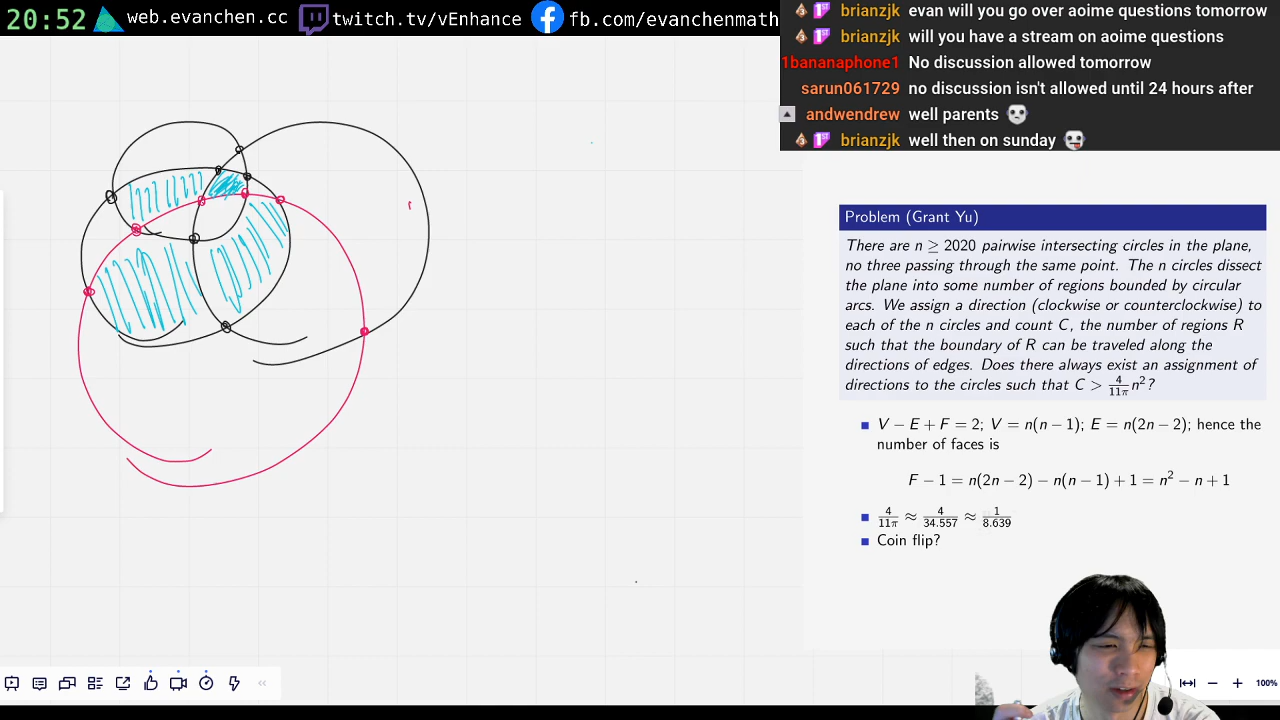 20:52 web.evanchen.cc twitch.tv/vEnhance fb.com/evanchenmath
brianzjk evan will you go over aoime questions tomorrow
brianzjk will you have a stream on aoime questions
1bananaphone1 No discussion allowed tomorrow
sarun061729 no discussion isn't allowed until 24 hours after
andwendrew well parents
brianzjk well then on sunday
Problem (Grant Yu)
There are n ≥ 2020 pairwise intersecting circles in the plane,
no three passing through the same point. The n circles dissect
the plane into some number of regions bounded by circular
arcs. We assign a direction (clockwise or counterclockwise) to
each of the n circles and count C, the number of regions R
such that the boundary of R can be traveled along the
directions of edges. Does there always exist an assignment of
directions to the circles such that C > 4/11π n²?
V − E + F = 2; V = n(n − 1); E = n(2n − 2); hence the
number of faces is
F − 1 = n(2n − 2) − n(n − 1) + 1 = n² − n + 1
4/11π ≈ 4/34.557 ≈ 1/8.639
Coin flip?
100%